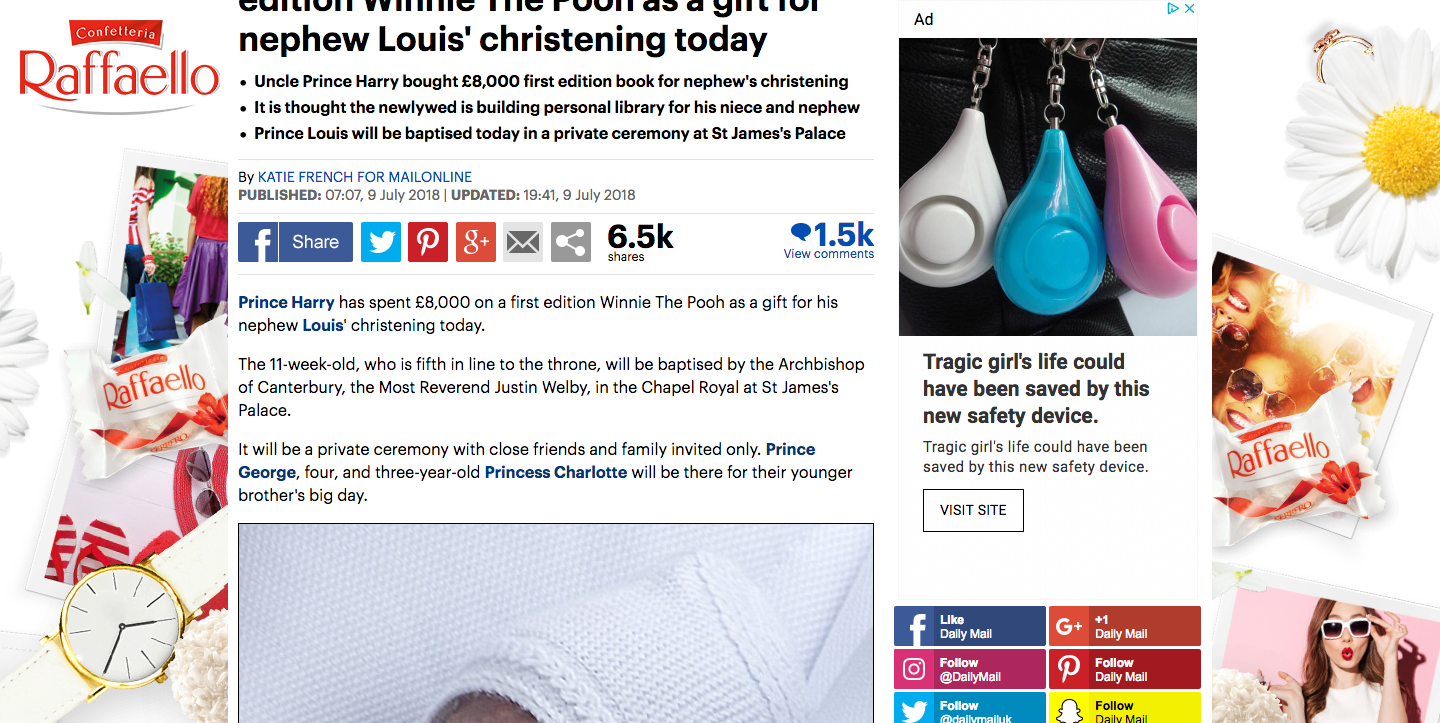 Confetteria
Raffaello
edition Winnie The Pooh as a gift for
nephew Louis' christening today
• Uncle Prince Harry bought £8,000 first edition book for nephew's christening
• It is thought the newlywed is building personal library for his niece and nephew
• Prince Louis will be baptised today in a private ceremony at St James's Palace
By KATIE FRENCH FOR MAILONLINE
PUBLISHED: 07:07, 9 July 2018 | UPDATED: 19:41, 9 July 2018
f Share
g+
6.5k
shares
1.5k
View comments
Prince Harry has spent £8,000 on a first edition Winnie The Pooh as a gift for his
nephew Louis' christening today.
The 11-week-old, who is fifth in line to the throne, will be baptised by the Archbishop
of Canterbury, the Most Reverend Justin Welby, in the Chapel Royal at St James's
Palace.
It will be a private ceremony with close friends and family invited only. Prince
George, four, and three-year-old Princess Charlotte will be there for their younger
brother's big day.
Raffaello
Ad
Tragic girl's life could
have been saved by this
new safety device.
Tragic girl's life could have been
saved by this new safety device.
VISIT SITE
f Like
Daily Mail
G+ +1
Daily Mail
Follow
@DailyMail
Follow
Daily Mail
Follow
@dailymailuk
Follow
Daily Mail
Raffaello